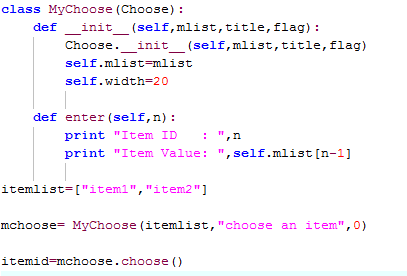 class MyChoose(Choose):
    def __init__(self,mlist,title,flag):
        Choose.__init__(self,mlist,title,flag)
        self.mlist=mlist
        self.width=20

    def enter(self,n):
        print "Item ID   : ",n
        print "Item Value: ",self.mlist[n-1]

itemlist=["item1","item2"]

mchoose= MyChoose(itemlist,"choose an item",0)

itemid=mchoose.choose()